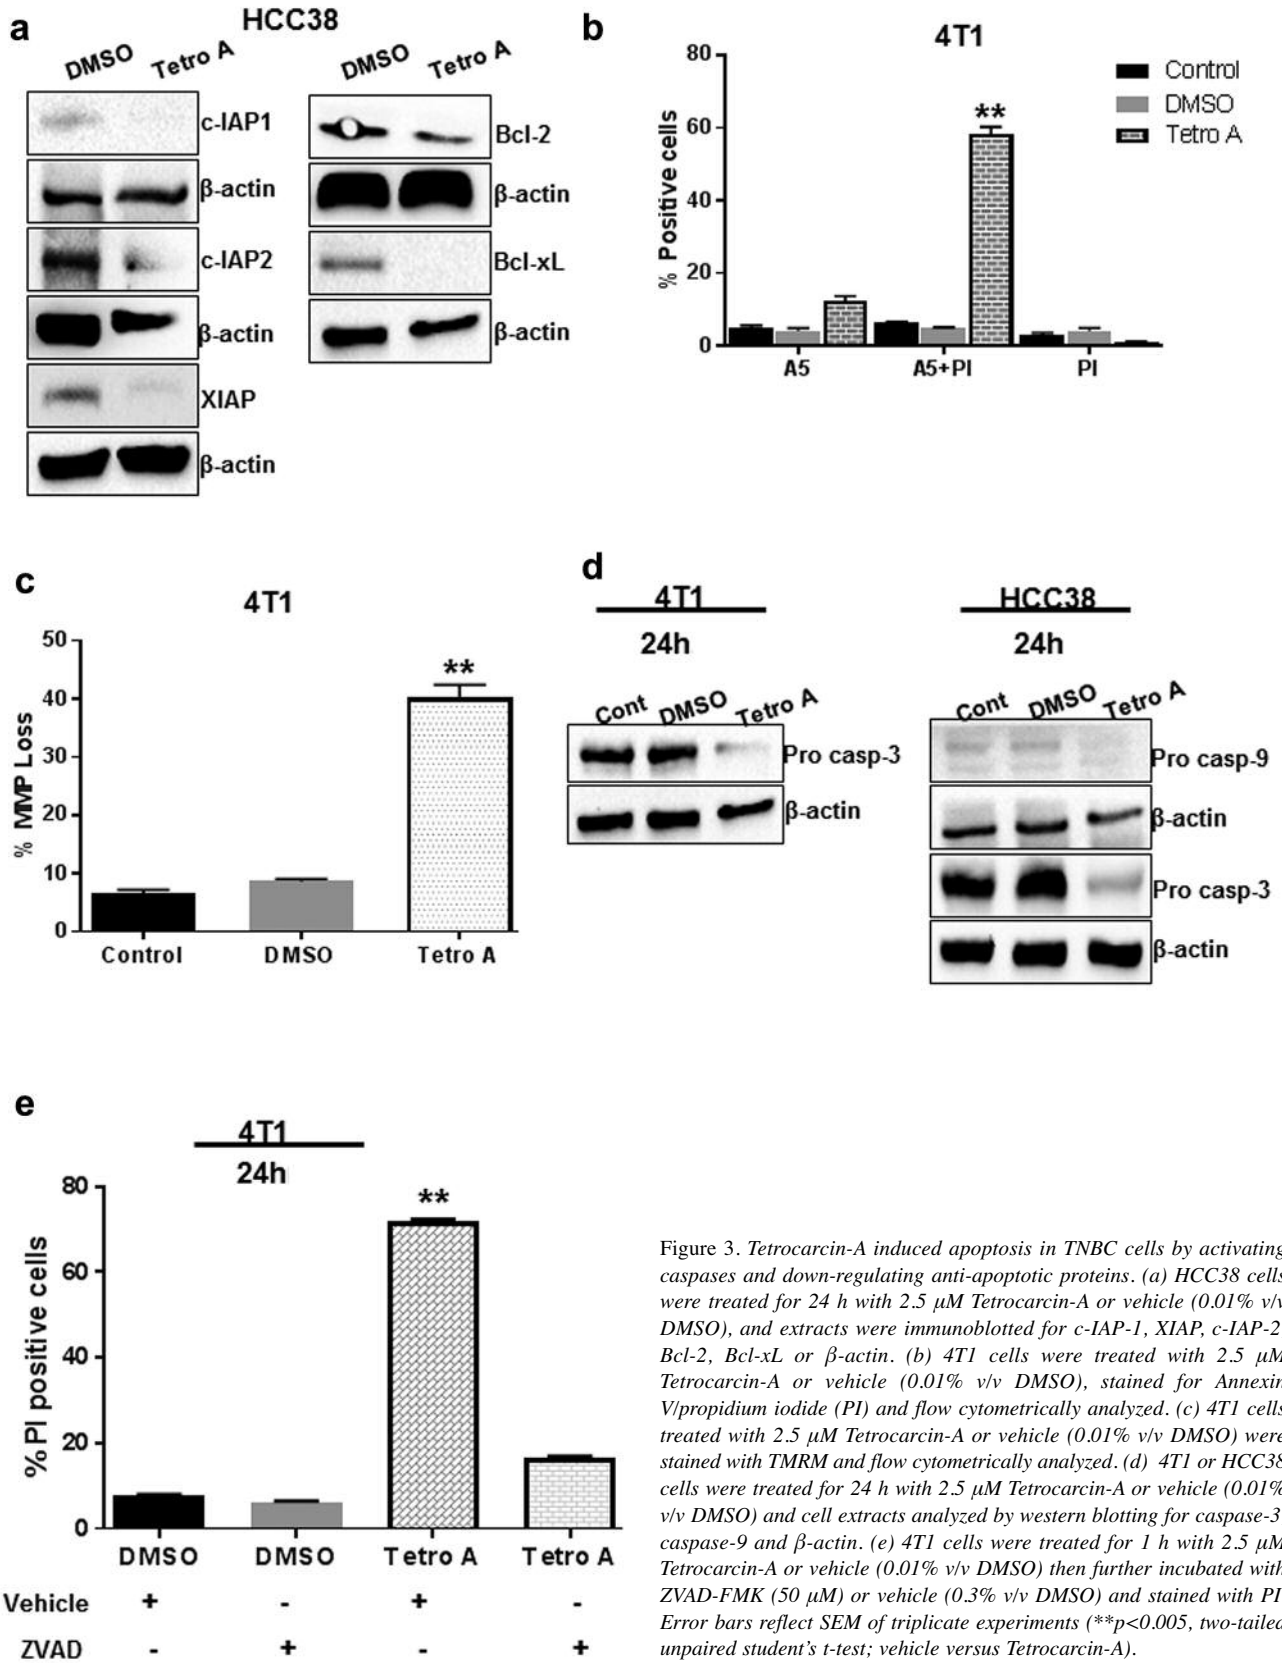 a
HCC38
DMSO Tetro A
DMSO Tetro A
c-IAP1
β-actin
c-IAP2
β-actin
XIAP
β-actin
Bcl-2
β-actin
Bcl-xL
β-actin
b
4T1
Control
DMSO
Tetro A
% Positive cells
80
60
40
20
0
**
A5 A5+PI PI
c
4T1
% MMP Loss
50
40
30
20
10
0
**
Control DMSO Tetro A
d
4T1
24h
Cont DMSO Tetro A
Pro casp-3
β-actin
HCC38
24h
Cont DMSO Tetro A
Pro casp-9
β-actin
Pro casp-3
β-actin
e
4T1
24h
% PI positive cells
80
60
40
20
0
**
DMSO DMSO Tetro A Tetro A
Vehicle + - + -
ZVAD - + - +
Figure 3. Tetrocarcin-A induced apoptosis in TNBC cells by activating
caspases and down-regulating anti-apoptotic proteins. (a) HCC38 cells
were treated for 24 h with 2.5 μM Tetrocarcin-A or vehicle (0.01% v/v
DMSO), and extracts were immunoblotted for c-IAP-1, XIAP, c-IAP-2
Bcl-2, Bcl-xL or β-actin. (b) 4T1 cells were treated with 2.5 μM
Tetrocarcin-A or vehicle (0.01% v/v DMSO), stained for Annexin
V/propidium iodide (PI) and flow cytometrically analyzed. (c) 4T1 cells
treated with 2.5 μM Tetrocarcin-A or vehicle (0.01% v/v DMSO) were
stained with TMRM and flow cytometrically analyzed. (d) 4T1 or HCC38
cells were treated for 24 h with 2.5 μM Tetrocarcin-A or vehicle (0.01%
v/v DMSO) and cell extracts analyzed by western blotting for caspase-3
caspase-9 and β-actin. (e) 4T1 cells were treated for 1 h with 2.5 μM
Tetrocarcin-A or vehicle (0.01% v/v DMSO) then further incubated with
ZVAD-FMK (50 μM) or vehicle (0.3% v/v DMSO) and stained with PI
Error bars reflect SEM of triplicate experiments (**p<0.005, two-tailed
unpaired student's t-test; vehicle versus Tetrocarcin-A).